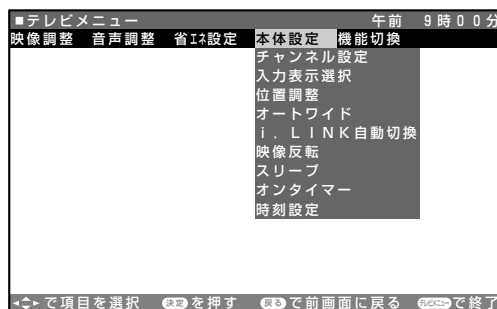 ■テレビメニュー 午前 9時00分
映像調整 音声調整 省エネ設定 本体設定 機能切換
チャンネル設定
入力表示選択
位置調整
オートワイド
i.LINK自動切換
映像反転
スリープ
オンタイマー
時刻設定
で項目を選択 決定を押す 戻るで前画面に戻る テレビメニューで終了